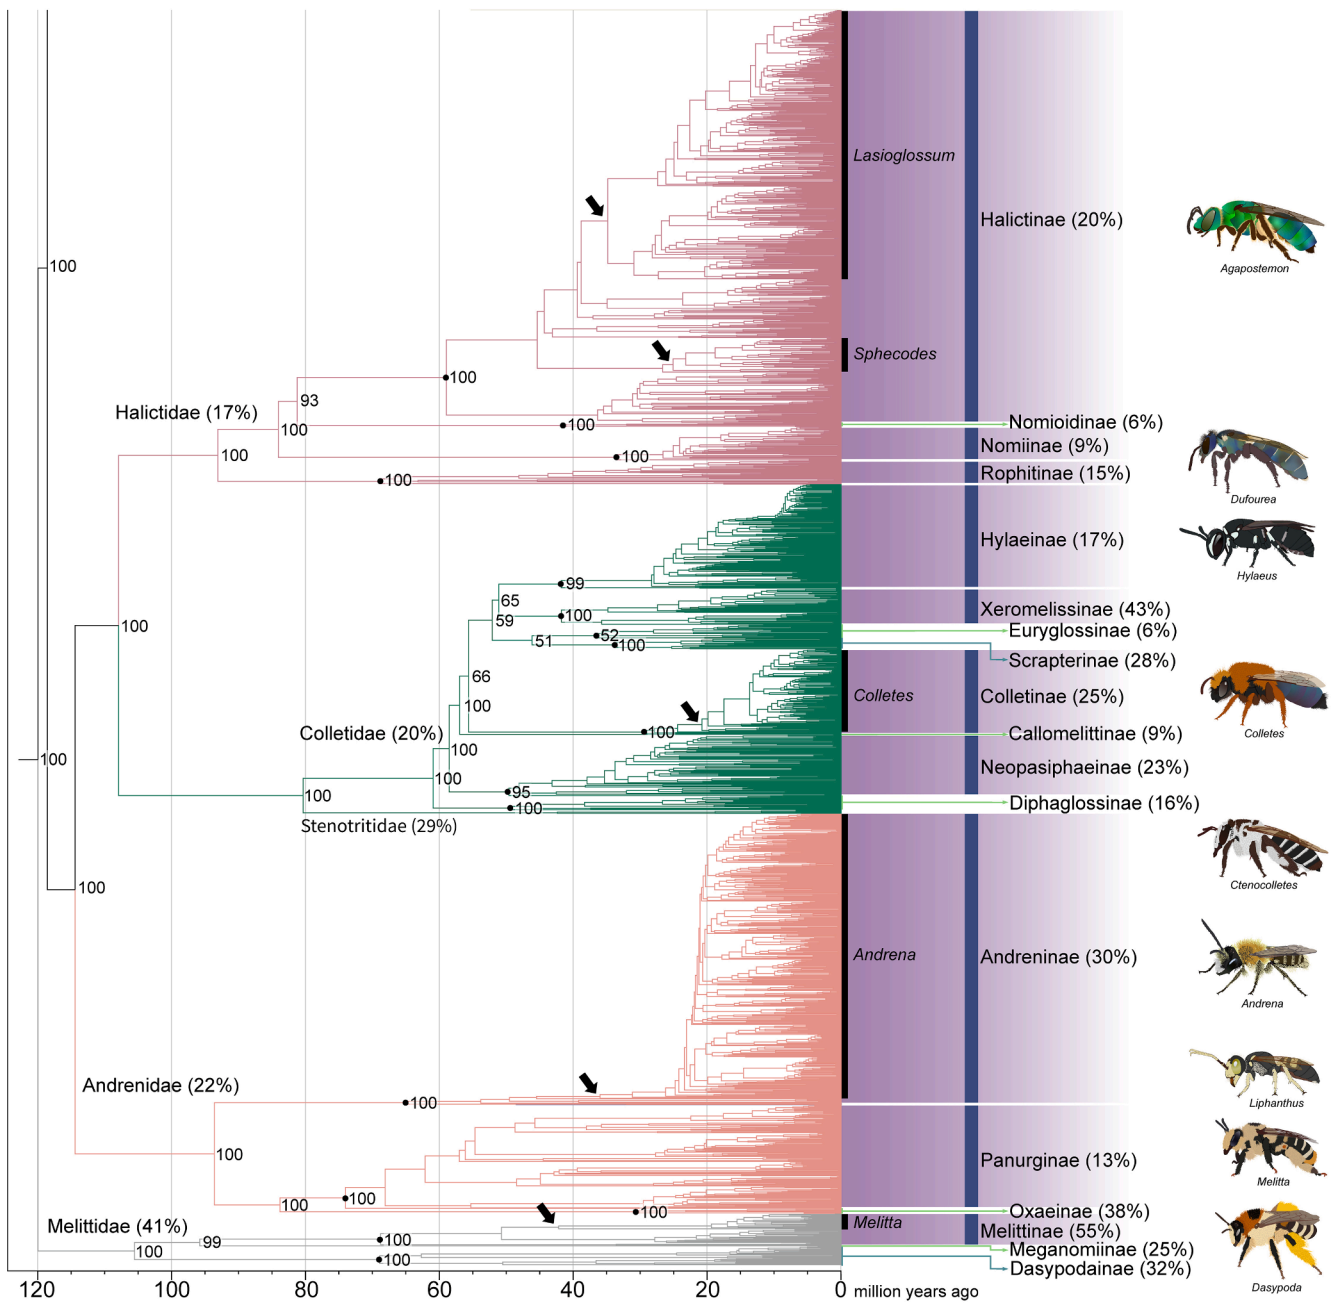 Lasioglossum
Halictinae (20%)
Agapostemon
100
Sphecodes
100
93
Halictidae (17%)
100
100
Nomioidinae (6%)
Nomiinae (9%)
100
100
Rophitinae (15%)
100
Dufourea
Hylaeinae (17%)
Hylaeus
99
65
Xeromelissinae (43%)
100
59
100
Euryglossinae (6%)
52
51
100
Scrapterinae (28%)
66
Colletes
Colletinae (25%)
100
Colletidae (20%)
100
Callomelittinae (9%)
Colletes
100
100
Neopasiphaeinae (23%)
100
95
100
100
Diphaglossinae (16%)
Stenotritidae (29%)
100
Ctenocolletes
Andrena
Andreninae (30%)
Andrena
Andrenidae (22%)
100
Liphanthus
100
Panurginae (13%)
Melitta
100
100
100
Oxaeinae (38%)
Melittidae (41%)
Melitta
Melittinae (55%)
99
100
100
Meganomiinae (25%)
100
Dasypodainae (32%)
Dasypoda
120 100 80 60 40 20 0 million years ago